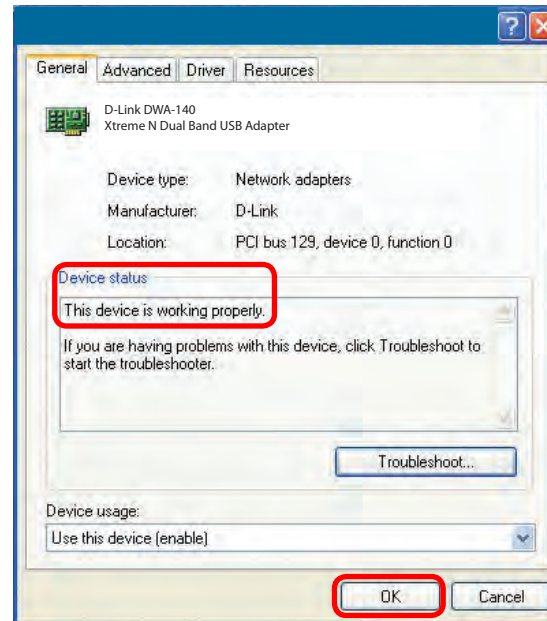 General Advanced Driver Resources
D-Link DWA-140
Xtreme N Dual Band USB Adapter
Device type: Network adapters
Manufacturer: D-Link
Location: PCI bus 129, device 0, function 0
Device status
This device is working properly.
If you are having problems with this device, click Troubleshoot to
start the troubleshooter.
Troubleshoot...
Device usage:
Use this device (enable)
OK Cancel